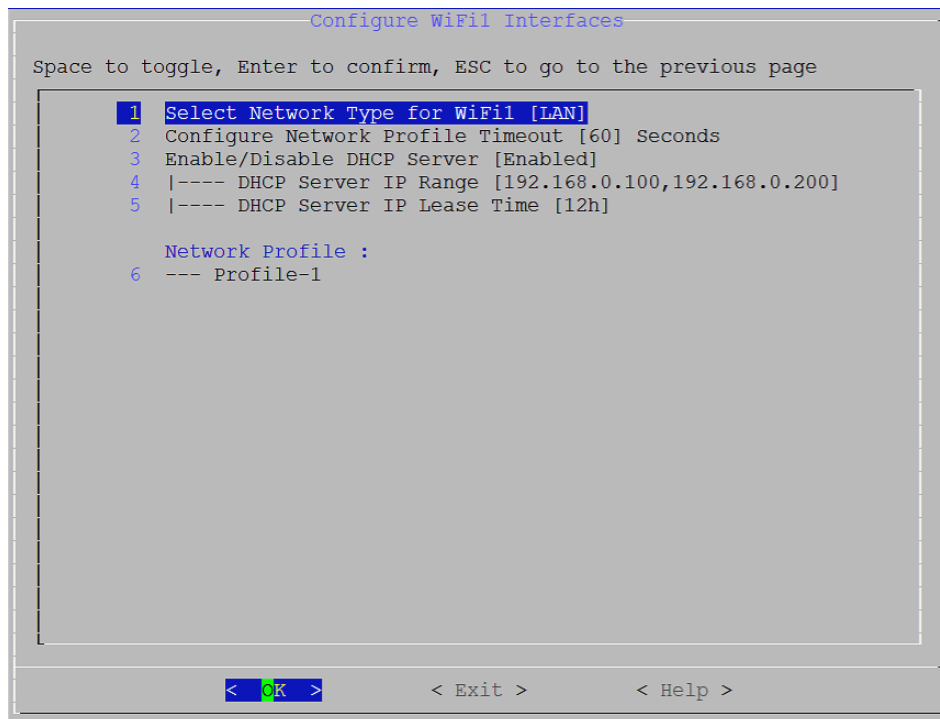 Configure WiFi1 Interfaces
Space to toggle, Enter to confirm, ESC to go to the previous page
1 Select Network Type for WiFi1 [LAN]
2 Configure Network Profile Timeout [60] Seconds
3 Enable/Disable DHCP Server [Enabled]
4 |---- DHCP Server IP Range [192.168.0.100,192.168.0.200]
5 |---- DHCP Server IP Lease Time [12h]
Network Profile :
6 --- Profile-1
< OK > < Exit > < Help >